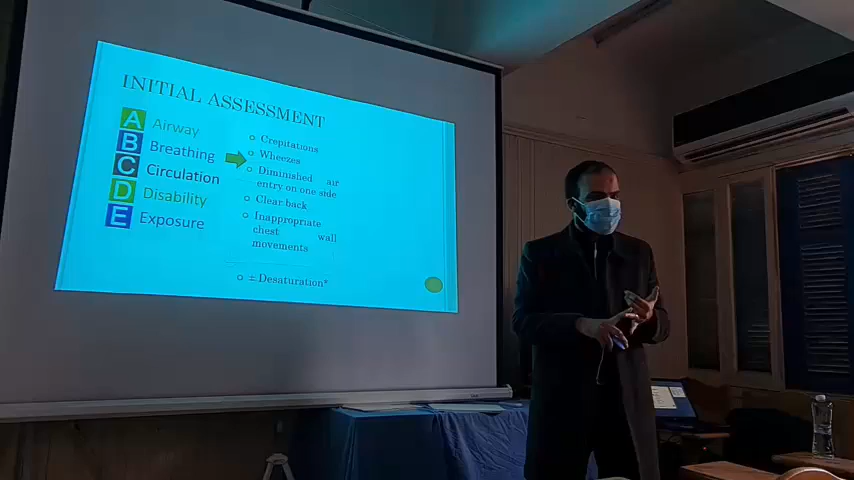 INITIAL ASSESSMENT
A Airway
B Breathing
C Circulation
D Disability
E Exposure
Crepitations
Wheezes
Diminished air
entry on one side
Clear back
Inappropriate
chest wall
movements
± Desaturation*